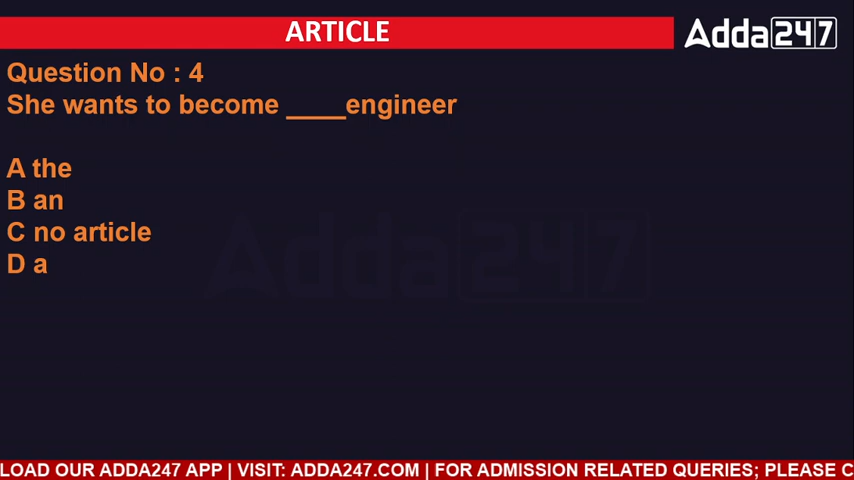 ARTICLE
Adda247
Question No : 4
She wants to become ____engineer
A the
B an
C no article
D a
Adda247
LOAD OUR ADDA247 APP | VISIT: ADDA247.COM | FOR ADMISSION RELATED QUERIES; PLEASE C